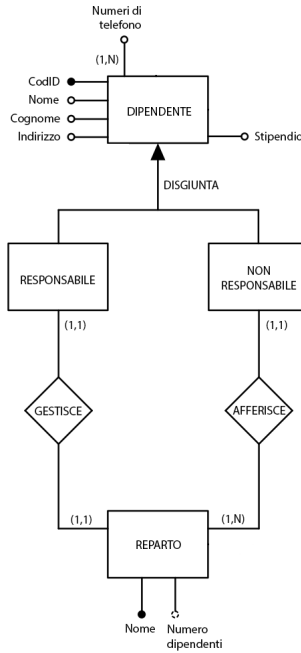 Numeri di
telefono
(1,N)
CodID
Nome
Cognome
Indirizzo
DIPENDENTE
Stipendio
DISGIUNTA
RESPONSABILE
NON
RESPONSABILE
(1,1)
(1,1)
GESTISCE
AFFERISCE
(1,1)
(1,N)
REPARTO
Nome
Numero
dipendenti